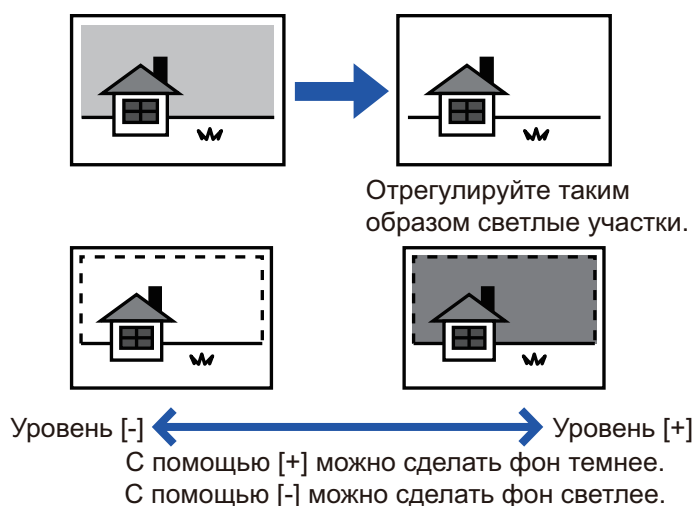 Отрегулируйте таким
образом светлые участки.
Уровень [-]
Уровень [+]
С помощью [+] можно сделать фон темнее.
С помощью [-] можно сделать фон светлее.